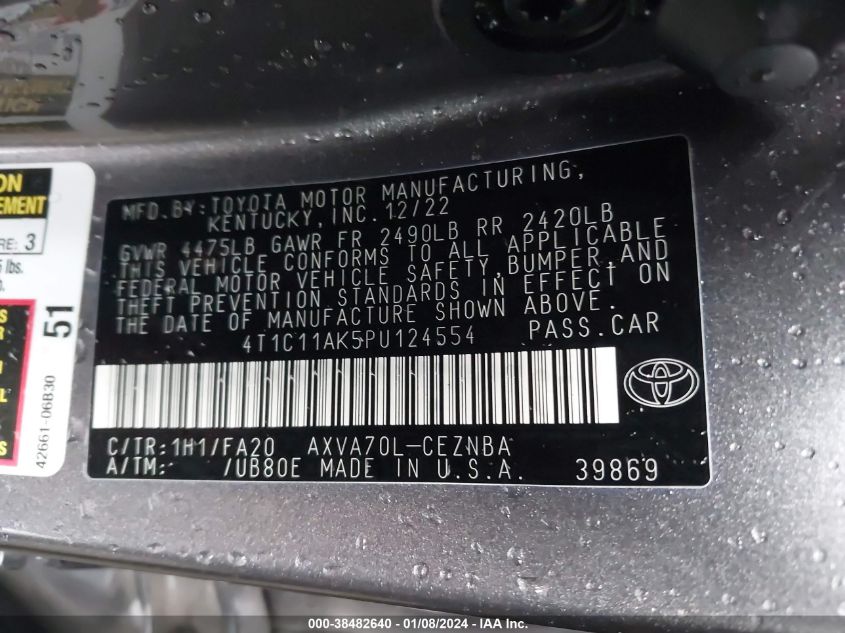 MFD. BY: TOYOTA MOTOR MANUFACTURING,
KENTUCKY, INC. 12/22
GVWR 4475LB GAWR FR 2490LB RR 2420LB
THIS VEHICLE CONFORMS TO ALL APPLICABLE
FEDERAL MOTOR VEHICLE SAFETY, BUMPER, AND
THEFT PREVENTION STANDARDS IN EFFECT ON
THE DATE OF MANUFACTURE SHOWN ABOVE.
4T1C11AK5PU124554 PASS.CAR
C/TR: 1H1/FA20 AXVA70L-CEZNBA
A/TM: /UB80E MADE IN U.S.A. 39869
51
42661-06B30
3
lbs.
000-38482640 - 01/08/2024 - IAA Inc.